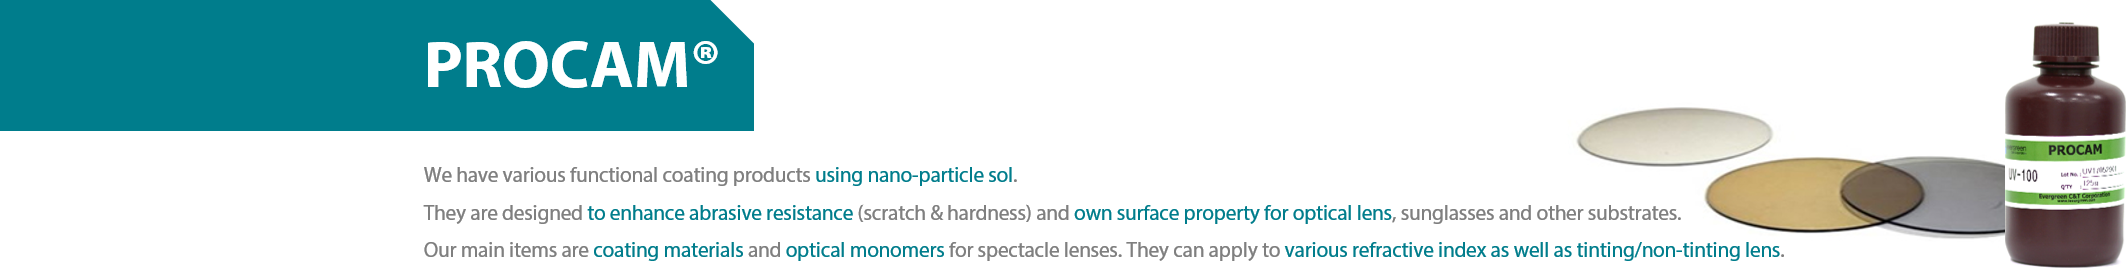 PROCAM®
We have various functional coating products using nano-particle sol.
They are designed to enhance abrasive resistance (scratch & hardness) and own surface property for optical lens, sunglasses and other substrates.
Our main items are coating materials and optical monomers for spectacle lenses. They can apply to various refractive index as well as tinting/non-tinting lens.
PROCAM
UV-100
Lot No.
Q'TY
Evergreen C&T Corporation